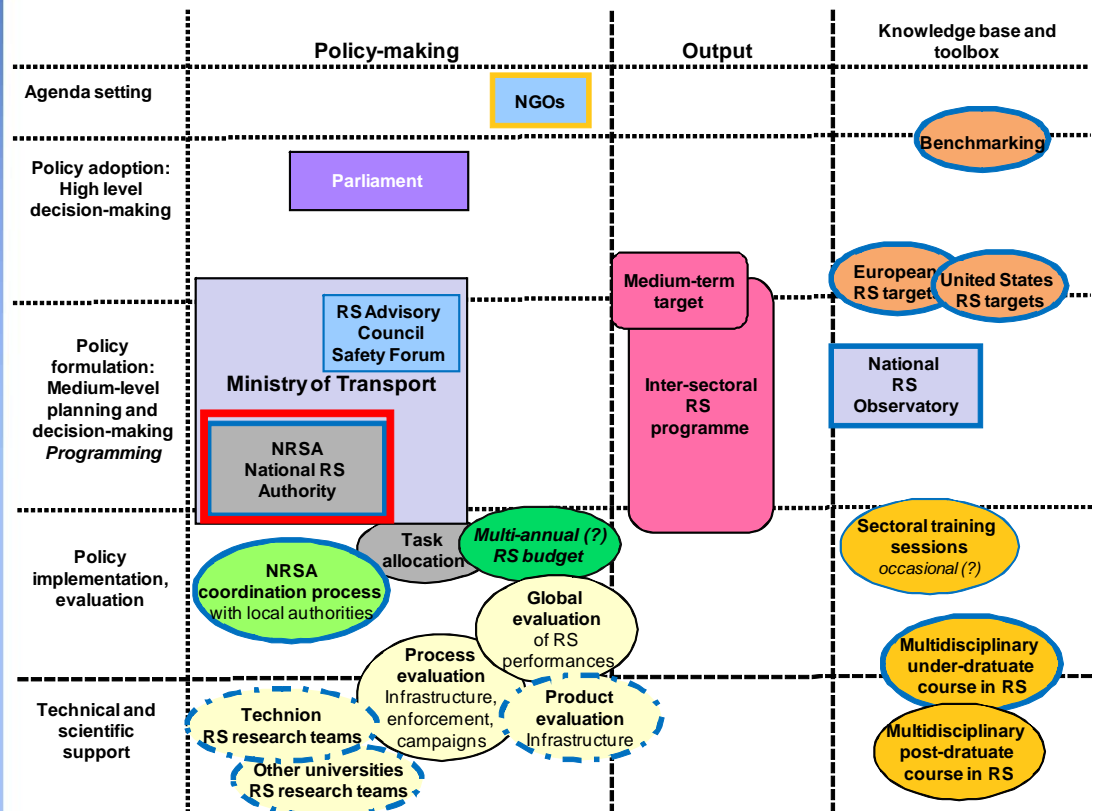 Policy-making
Output
Knowledge base and
toolbox
Agenda setting
NGOs
Benchmarking
Policy adoption:
High level
decision-making
Parliament
Medium-term
target
European
RS target
United States
RS targets
RS Advisory
Council
Safety Forum
Ministry of Transport
NRSA
National RS
Authority
Policy
formulation:
Medium-level
planning and
decision-making
Programming
Inter-sectoral
RS
programme
National
RS
Observatory
Policy
implementation,
evaluation
Task
allocation
Multi-annual (?)
RS budget
NRSA
coordination process
with local authorities
Global
evaluation
of RS
performances
Sectoral training
sessions
occasional (?)
Process
evaluation
Infrastructure,
enforcement,
campaigns
Product
evaluation
Infrastructure
Multidisciplinary
under-dratuate
course in RS
Technical and
scientific
support
Technion
RS research teams
Other universities
RS research teams
Multidisciplinary
post-dratuate
course in RS